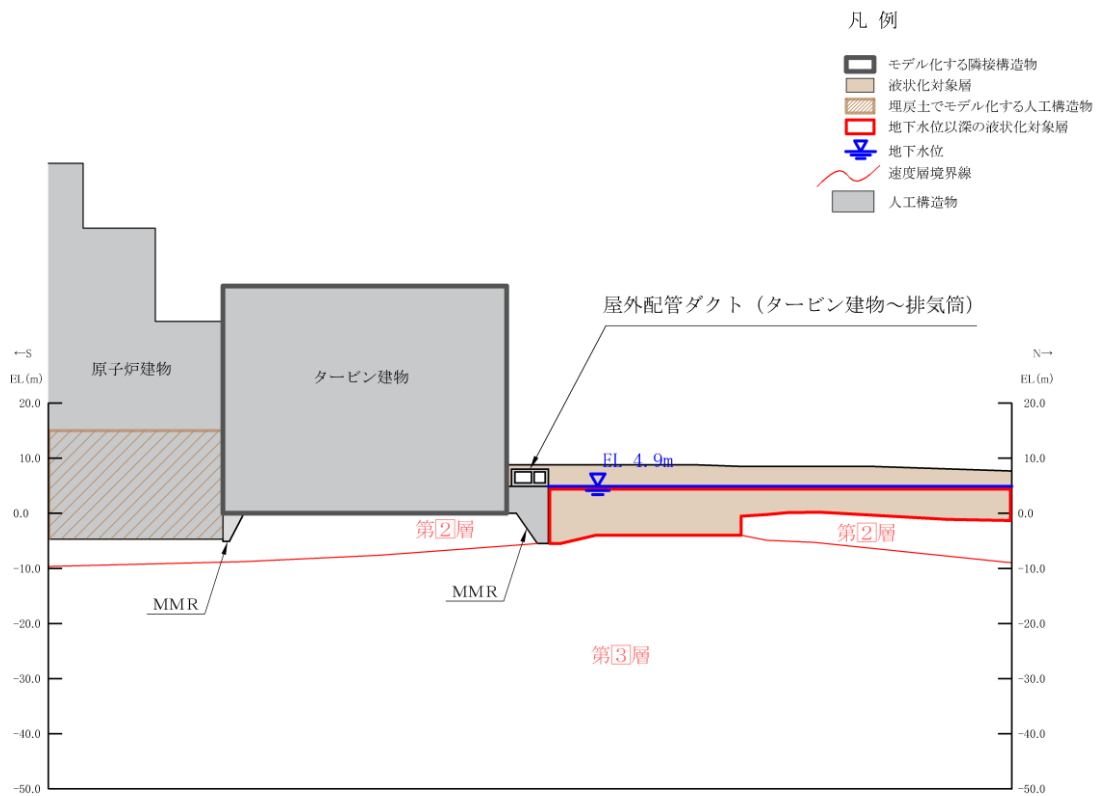 凡 例
モデル化する隣接構造物
液状化対象層
埋戻土でモデル化する人工構造物
地下水位以深の液状化対象層
地下水位
速度層境界線
人工構造物
屋外配管ダクト（タービン建物～排気筒）
←S
N→
EL(m)
EL(m)
原子炉建物
タービン建物
20.0
20.0
10.0
EL 4.9m
10.0
0.0
第2層
第2層
0.0
-10.0
-10.0
MMR
MMR
-20.0
-20.0
第3層
-30.0
-30.0
-40.0
-40.0
-50.0
-50.0